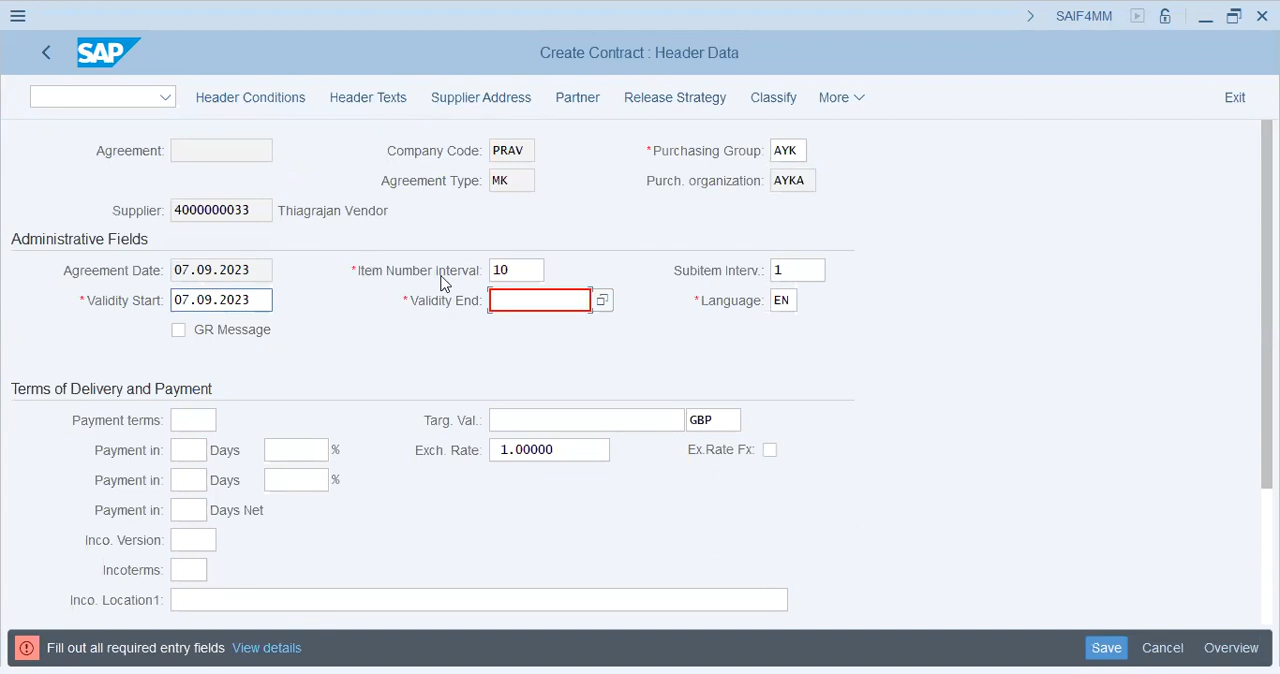 SAIF4MM
SAP
Create Contract : Header Data
Header Conditions Header Texts Supplier Address Partner Release Strategy Classify More Exit
Agreement: Company Code: PRAV *Purchasing Group: AYK
Agreement Type: MK Purch. organization: AYKA
Supplier: 4000000033 Thiagrajan Vendor
Administrative Fields
Agreement Date: 07.09.2023 *Item Number Interval: 10 Subitem Interv.: 1
*Validity Start: 07.09.2023 *Validity End: *Language: EN
GR Message
Terms of Delivery and Payment
Payment terms: Targ. Val.: GBP
Payment in: Days % Exch. Rate: 1.00000 Ex.Rate Fx:
Payment in: Days %
Payment in: Days Net
Inco. Version:
Incoterms:
Inco. Location1:
Fill out all required entry fields View details Save Cancel Overview